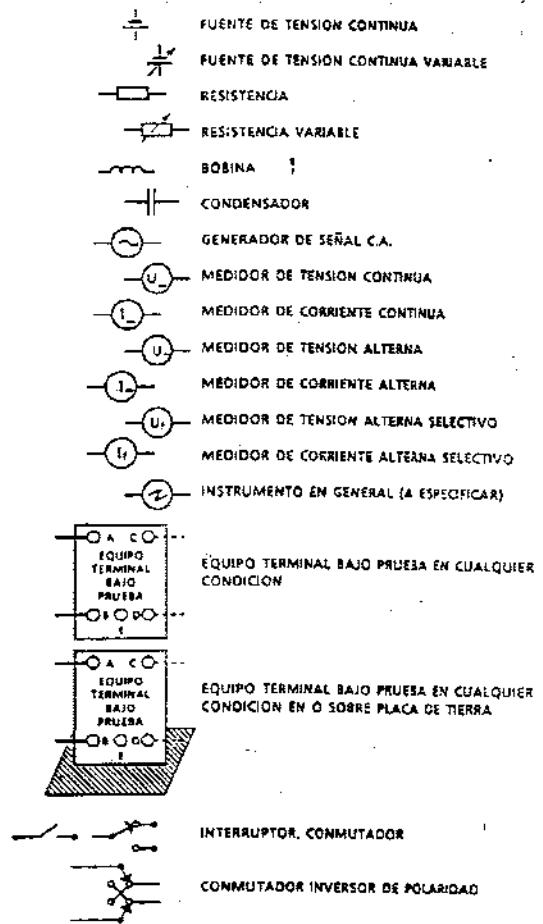 FUENTE DE TENSION CONTINUA
FUENTE DE TENSION CONTINUA VARIABLE
RESISTENCIA
RESISTENCIA VARIABLE
BOBINA
CONDENSADOR
GENERADOR DE SEÑAL C.A.
U MEDIDOR DE TENSION CONTINUA
I MEDIDOR DE CORRIENTE CONTINUA
U MEDIDOR DE TENSION ALTERNA
I MEDIDOR DE CORRIENTE ALTERNA
Uf MEDIDOR DE TENSION ALTERNA SELECTIVO
If MEDIDOR DE CORRIENTE ALTERNA SELECTIVO
INSTRUMENTO EN GENERAL (A ESPECIFICAR)
A C
EQUIPO
TERMINAL
BAJO
PRUEBA
B D
E
EQUIPO TERMINAL BAJO PRUEBA EN CUALQUIER
CONDICION
A C
EQUIPO
TERMINAL
BAJO
PRUEBA
B D
E
EQUIPO TERMINAL BAJO PRUEBA EN CUALQUIER
CONDICION EN O SOBRE PLACA DE TIERRA
INTERRUPTOR, CONMUTADOR
CONMUTADOR INVERSOR DE POLARIDAD